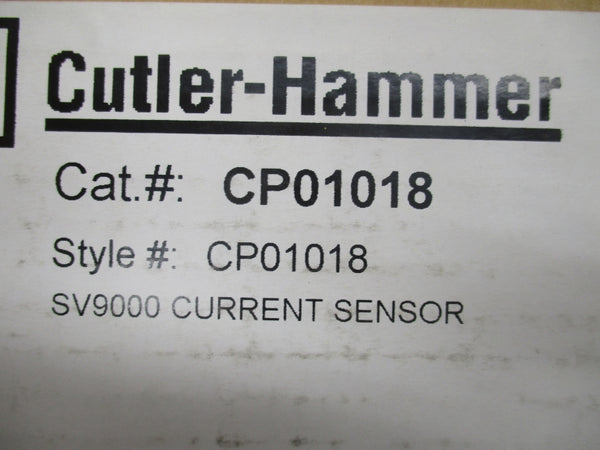 Cutler-Hammer
Cat.#: CP01018
Style #: CP01018
SV9000 CURRENT SENSOR